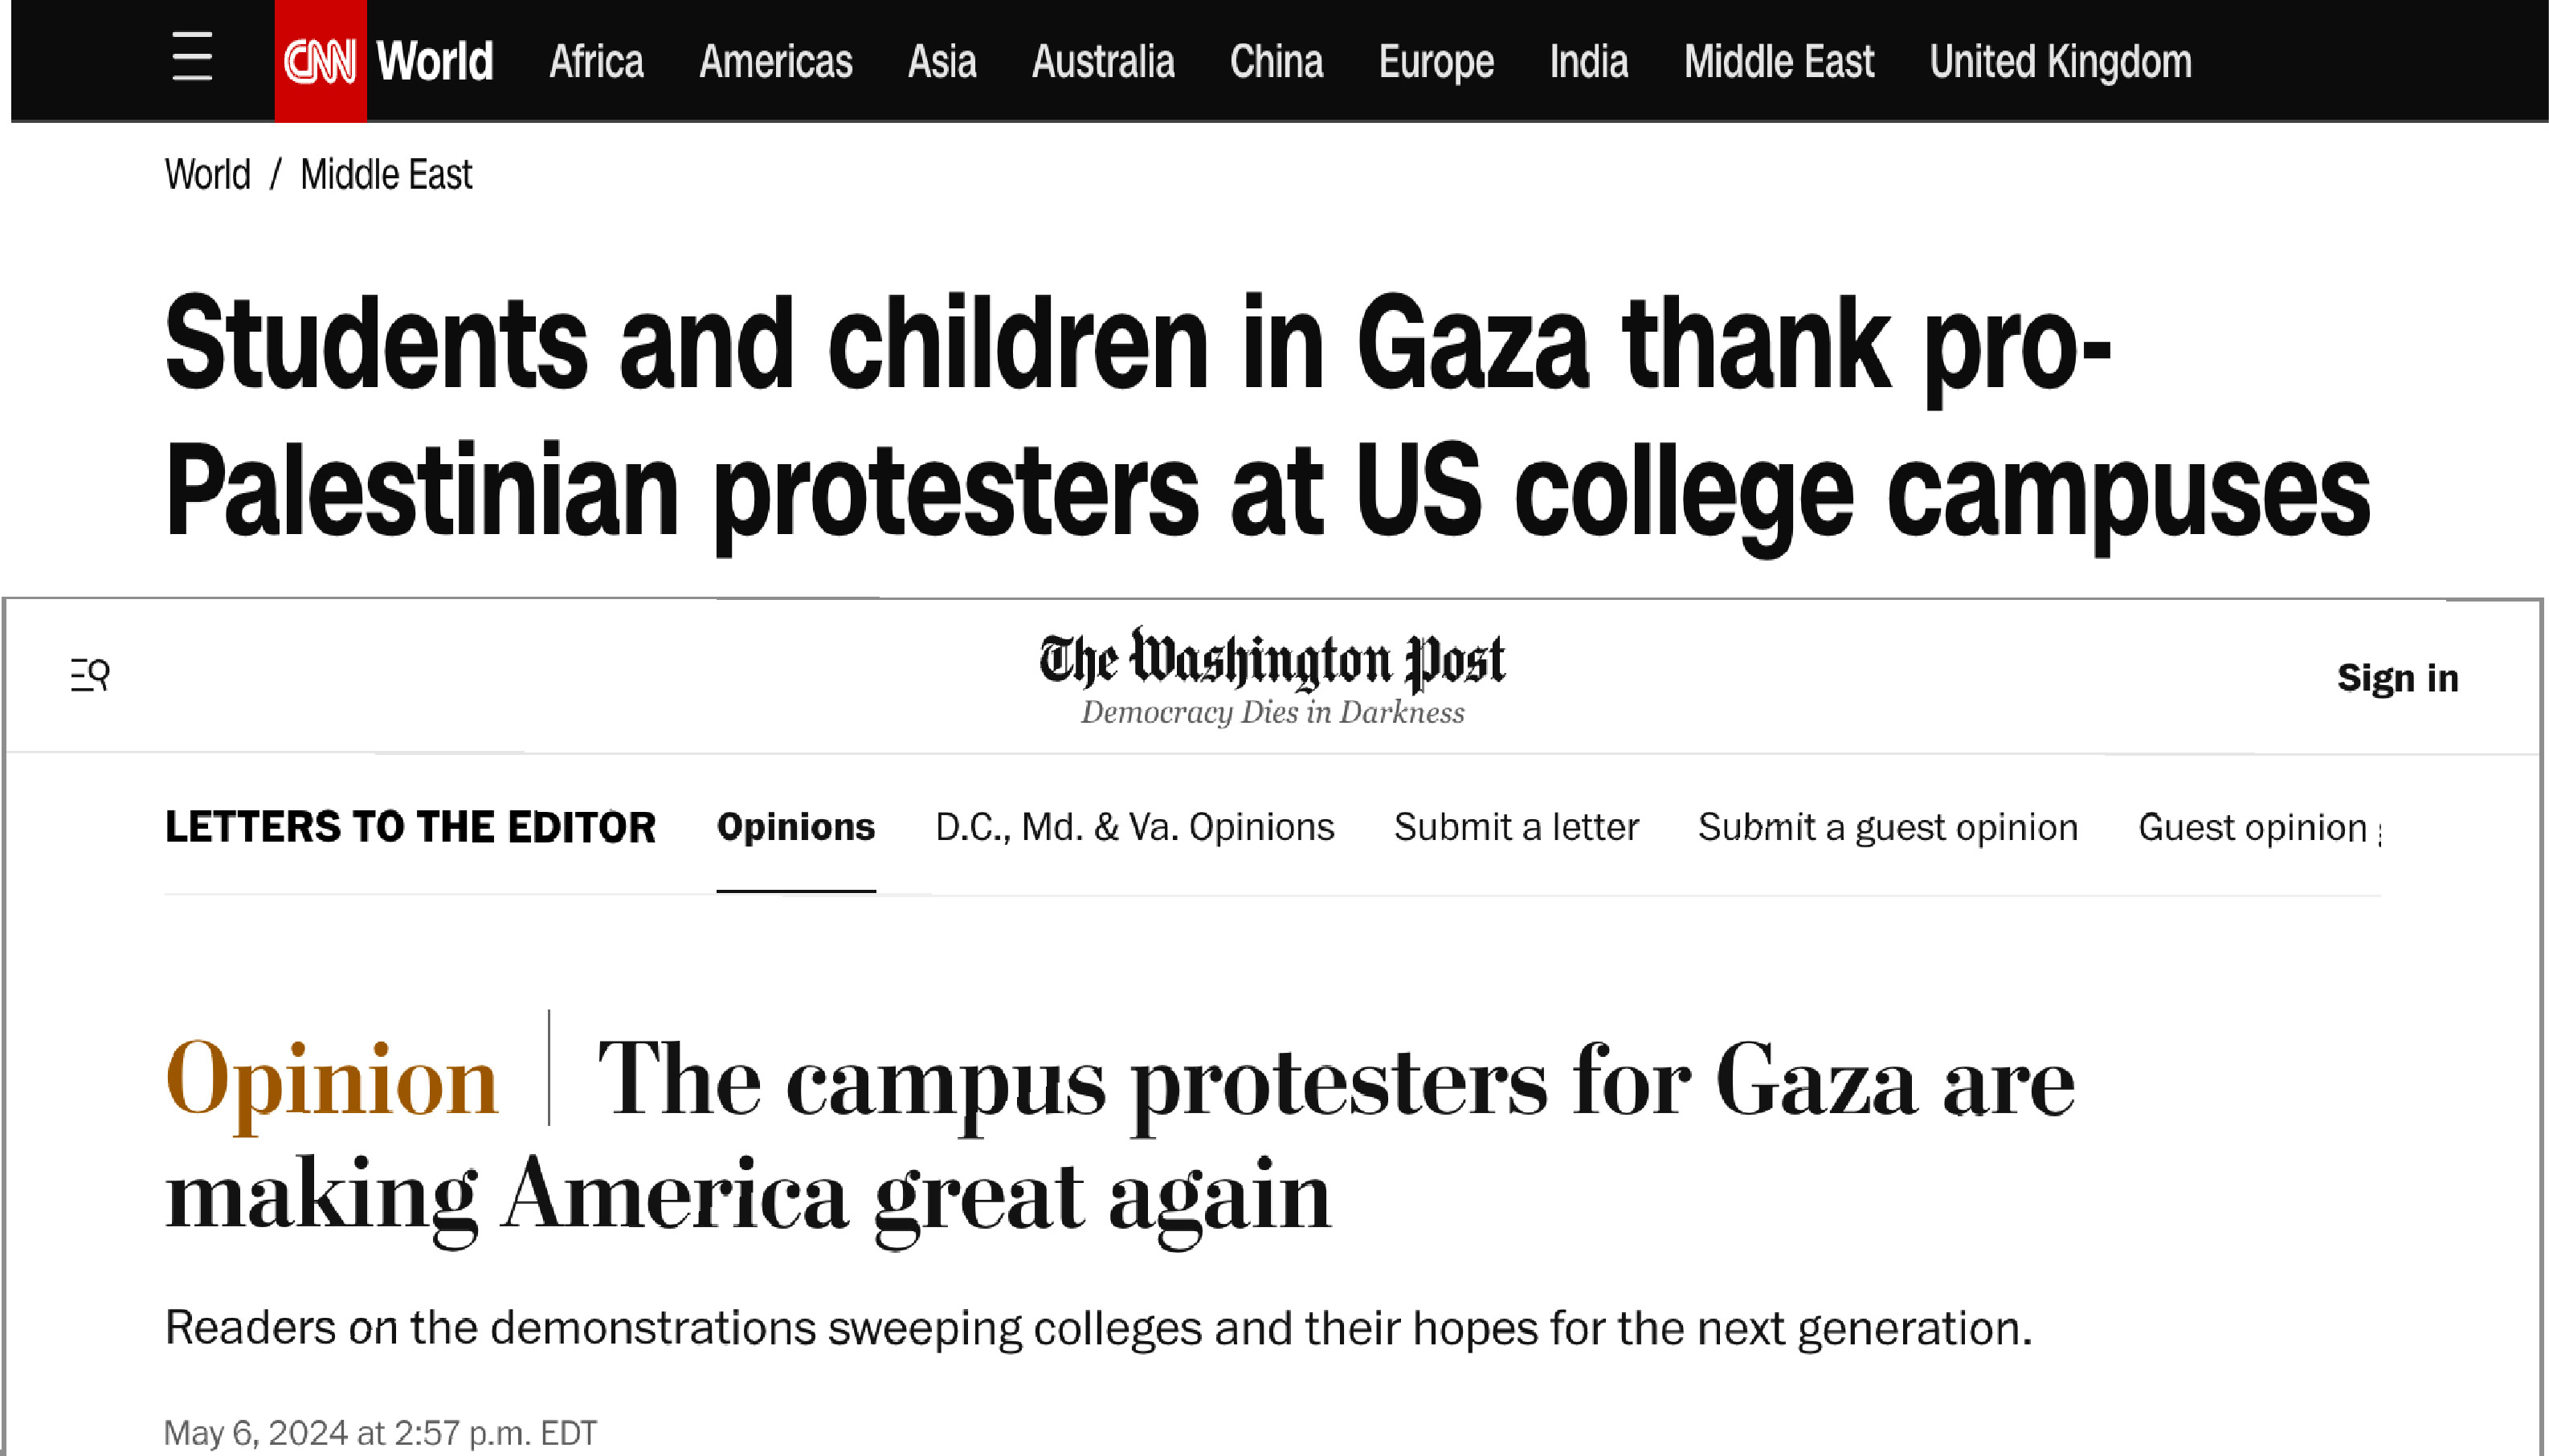 CNN World Africa Americas Asia Australia China Europe India Middle East United Kingdom
World / Middle East
Students and children in Gaza thank pro-
Palestinian protesters at US college campuses
The Washington Post
Democracy Dies in Darkness
Sign in
LETTERS TO THE EDITOR Opinions D.C., Md. & Va. Opinions Submit a letter Submit a guest opinion Guest opinion
Opinion | The campus protesters for Gaza are
making America great again
Readers on the demonstrations sweeping colleges and their hopes for the next generation.
May 6, 2024 at 2:57 p.m. EDT